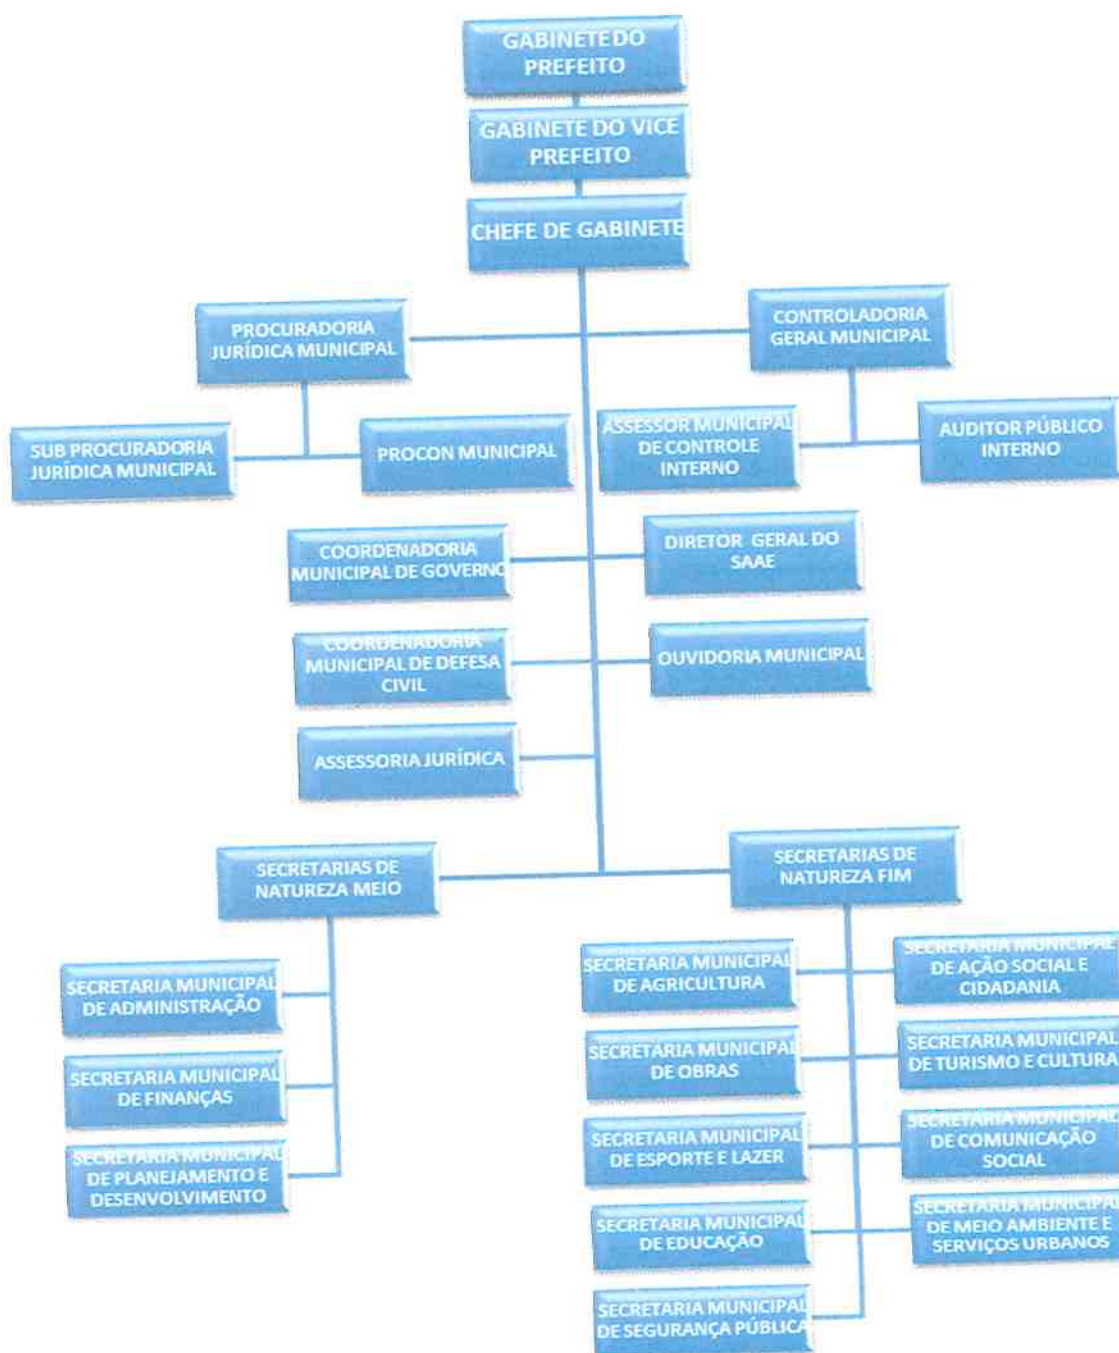 GABINETE DO
PREFEITO
GABINETE DO VICE
PREFEITO
CHEFE DE GABINETE
PROCURADORIA
JURÍDICA MUNICIPAL
CONTROLADORIA
GERAL MUNICIPAL
SUB PROCURADORIA
JURÍDICA MUNICIPAL
PROCON MUNICIPAL
ASSESSOR MUNICIPAL
DE CONTROLE
INTERNO
AUDITOR PÚBLICO
INTERNO
COORDENADORIA
MUNICIPAL DE GOVERNO
DIRETOR GERAL DO
SAAE
COORDENADORIA
MUNICIPAL DE DEFESA
CIVIL
OUVIDORIA MUNICIPAL
ASSESSORIA JURÍDICA
SECRETARIAS DE
NATUREZA MEIO
SECRETARIAS DE
NATUREZA FIM
SECRETARIA MUNICIPAL
DE ADMINISTRAÇÃO
SECRETARIA MUNICIPAL
DE FINANÇAS
SECRETARIA MUNICIPAL
DE PLANEJAMENTO E
DESENVOLVIMENTO
SECRETARIA MUNICIPAL
DE AGRICULTURA
SECRETARIA MUNICIPAL
DE AÇÃO SOCIAL E
CIDADANIA
SECRETARIA MUNICIPAL
DE OBRAS
SECRETARIA MUNICIPAL
DE TURISMO E CULTURA
SECRETARIA MUNICIPAL
DE ESPORTE E LAZER
SECRETARIA MUNICIPAL
DE COMUNICAÇÃO
SOCIAL
SECRETARIA MUNICIPAL
DE EDUCAÇÃO
SECRETARIA MUNICIPAL
DE MEIO AMBIENTE E
SERVIÇOS URBANOS
SECRETARIA MUNICIPAL
DE SEGURANÇA PÚBLICA